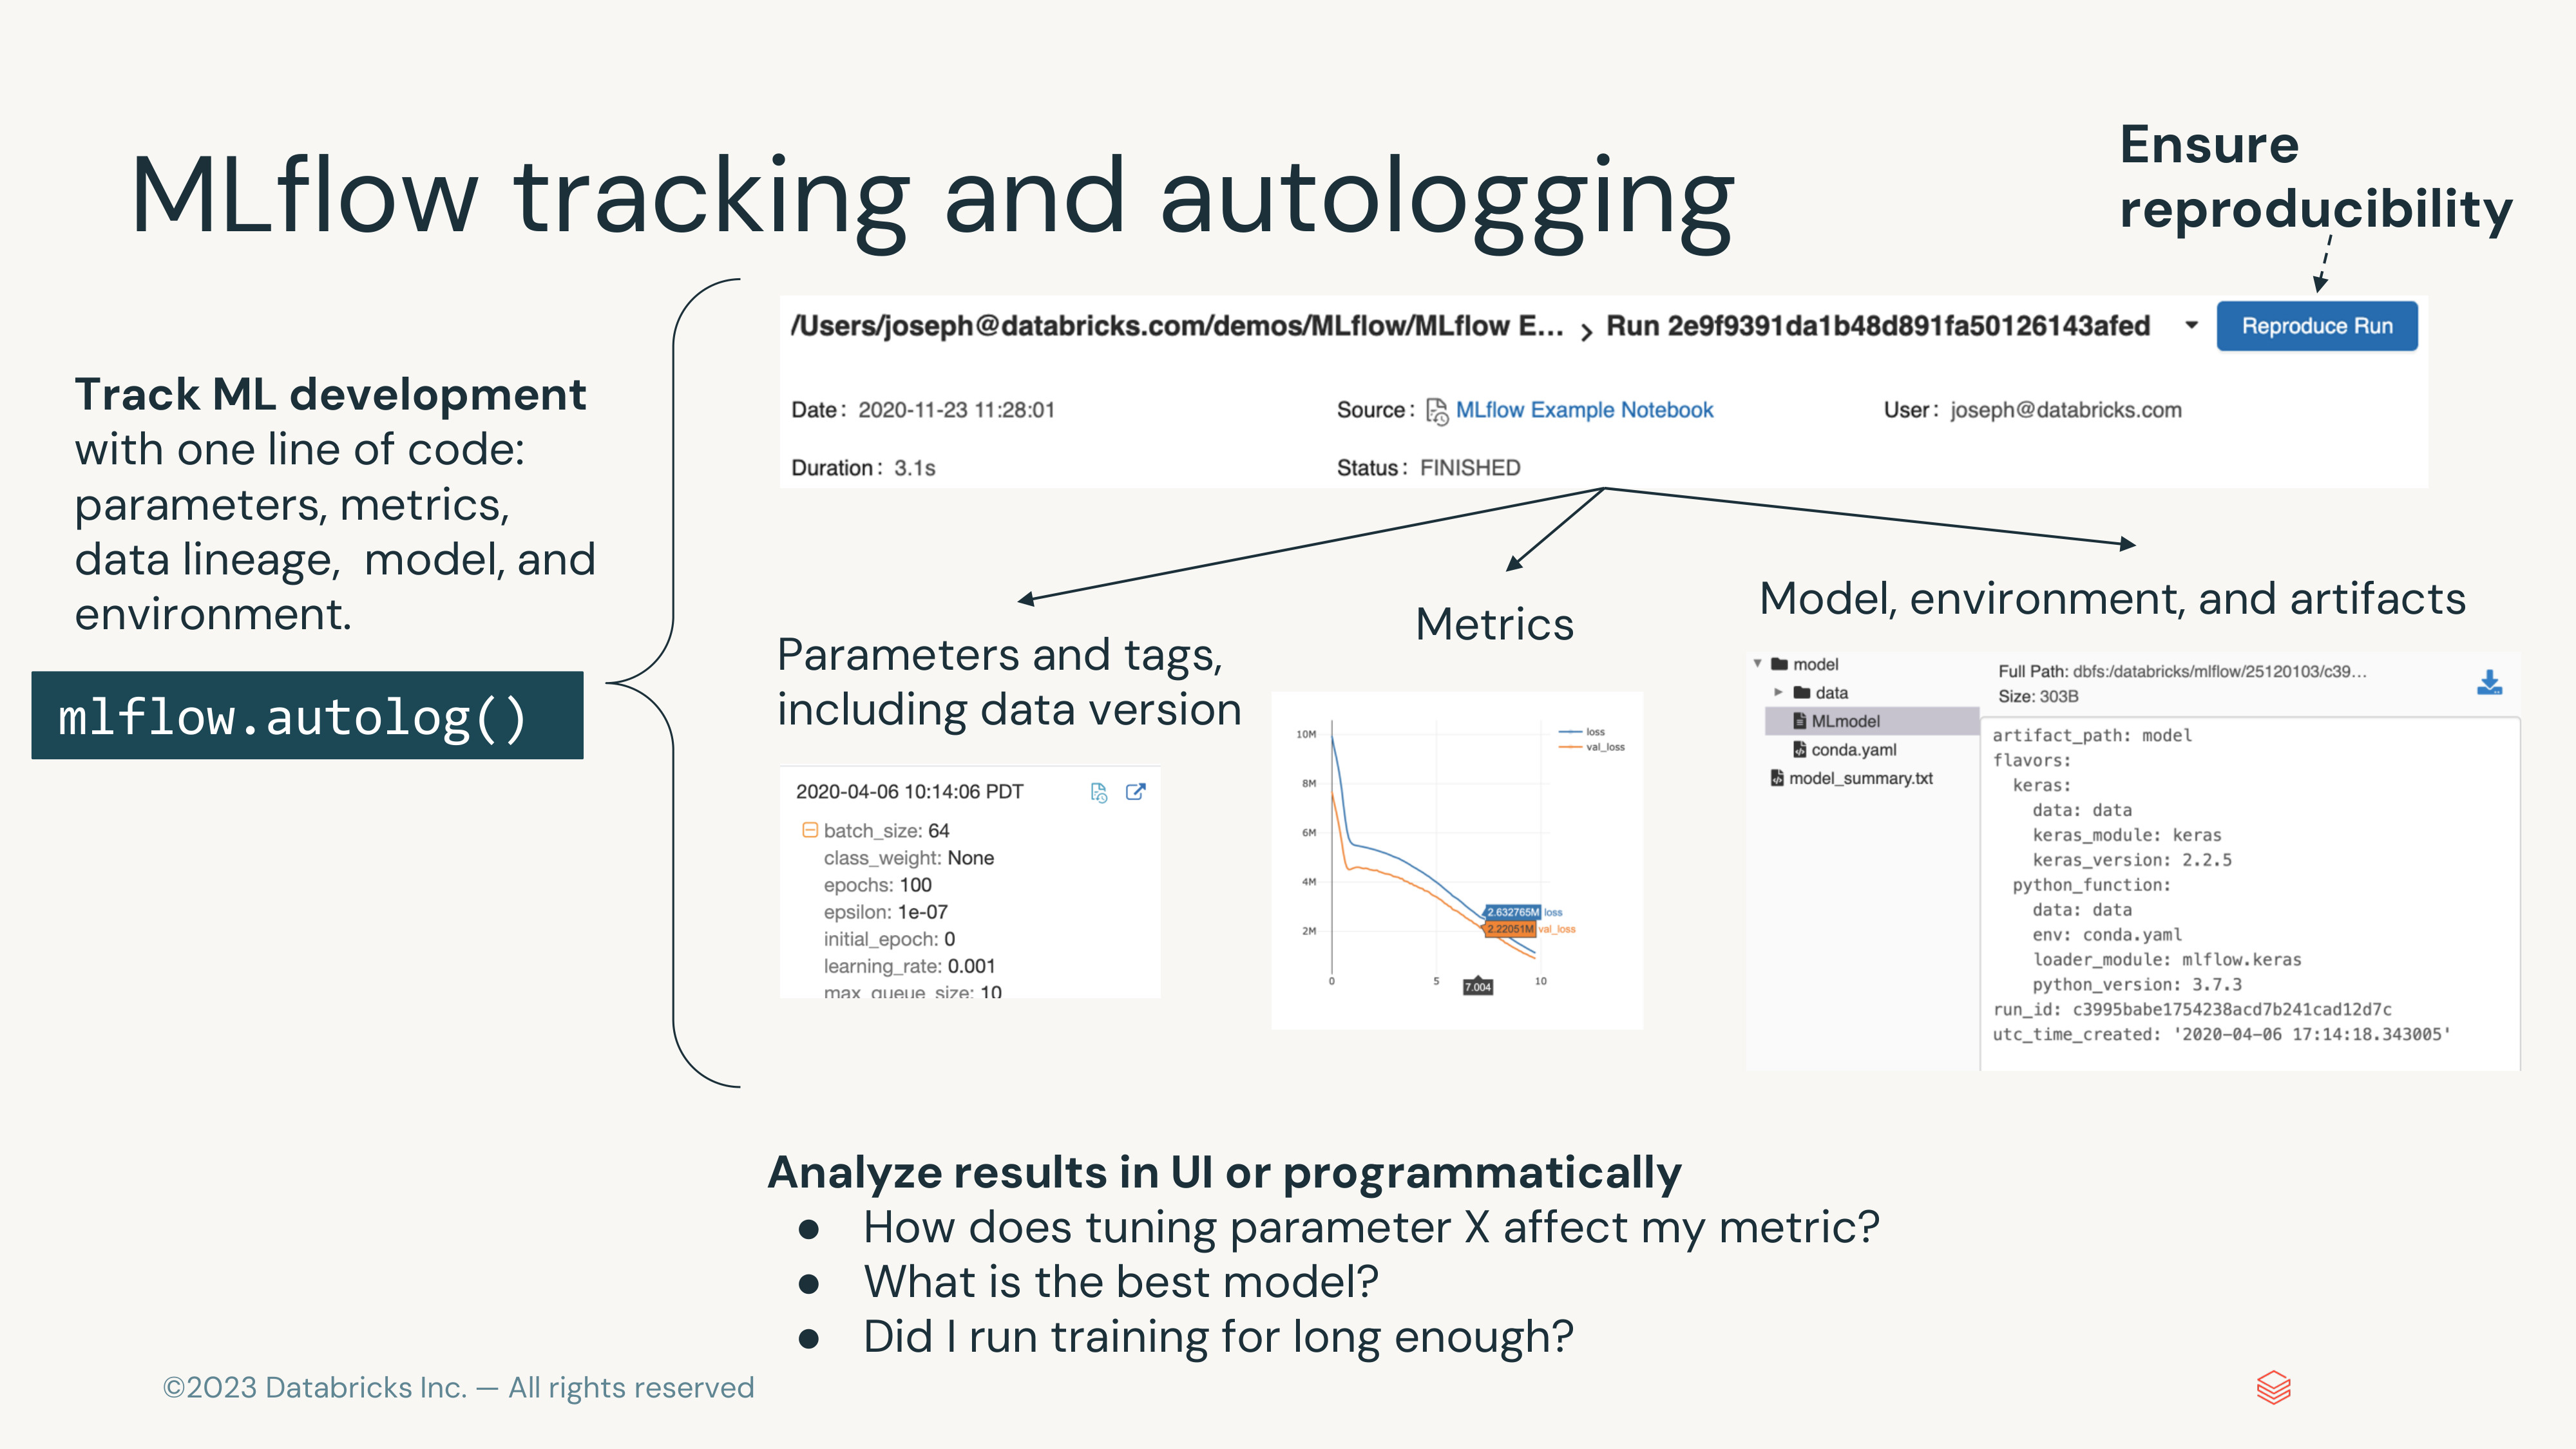 MLflow tracking and autologging
Ensure
reproducibility
Track ML development
with one line of code:
parameters, metrics,
data lineage,  model, and
environment.
mlflow.autolog()
/Users/joseph@databricks.com/demos/MLflow/MLflow E... › Run 2e9f9391da1b48d891fa50126143afed
Reproduce Run
Date: 2020-11-23 11:28:01
Source: MLflow Example Notebook
User: joseph@databricks.com
Duration: 3.1s
Status: FINISHED
Parameters and tags,
including data version
2020-04-06 10:14:06 PDT
batch_size: 64
class_weight: None
epochs: 100
epsilon: 1e-07
initial_epoch: 0
learning_rate: 0.001
max_queue_size: 10
Metrics
10M
8M
6M
4M
2M
0
5
10
7.004
loss
val_loss
2.632765M loss
2.22051M val_loss
Model, environment, and artifacts
model
data
MLmodel
conda.yaml
model_summary.txt
Full Path: dbfs:/databricks/mlflow/25120103/c39...
Size: 303B
artifact_path: model
flavors:
keras:
data: data
keras_module: keras
keras_version: 2.2.5
python_function:
data: data
env: conda.yaml
loader_module: mlflow.keras
python_version: 3.7.3
run_id: c3995babe1754238acd7b241cad12d7c
utc_time_created: '2020-04-06 17:14:18.343005'
Analyze results in UI or programmatically
● How does tuning parameter X affect my metric?
● What is the best model?
● Did I run training for long enough?
©2023 Databricks Inc. — All rights reserved